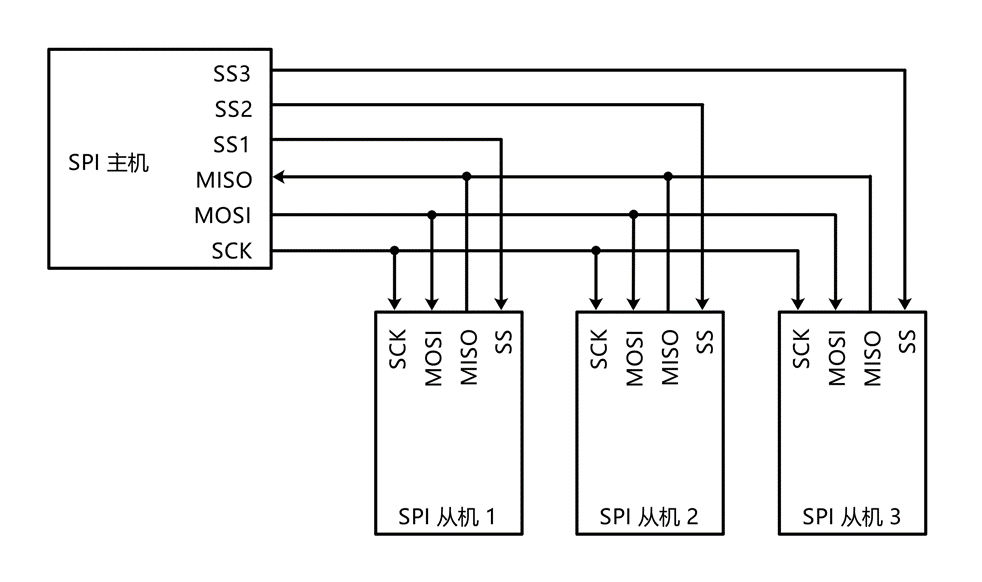 SS3
SS2
SS1
SPI 主机
MISO
MOSI
SCK
SCK
MOSI
MISO
SS
SPI 从机 1
SCK
MOSI
MISO
SS
SPI 从机 2
SCK
MOSI
MISO
SS
SPI 从机 3